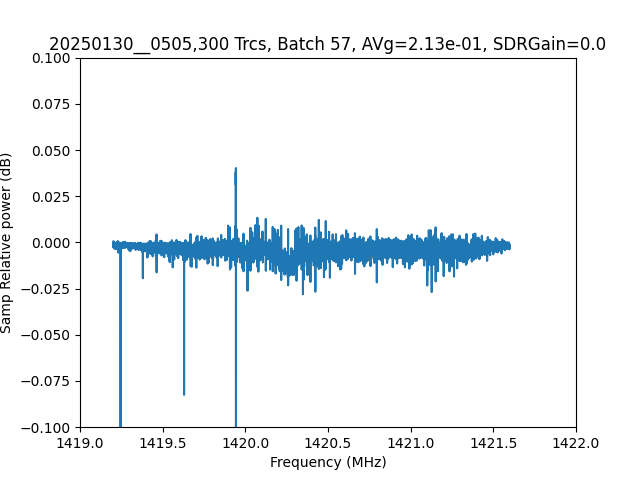 20250130__0505,300 Trcs, Batch 57, AVg=2.13e-01, SDRGain=0.0
0.100
0.075
0.050
0.025
0.000
−0.025
−0.050
−0.075
−0.100
Samp Relative power (dB)
1419.0 1419.5 1420.0 1420.5 1421.0 1421.5 1422.0
Frequency (MHz)